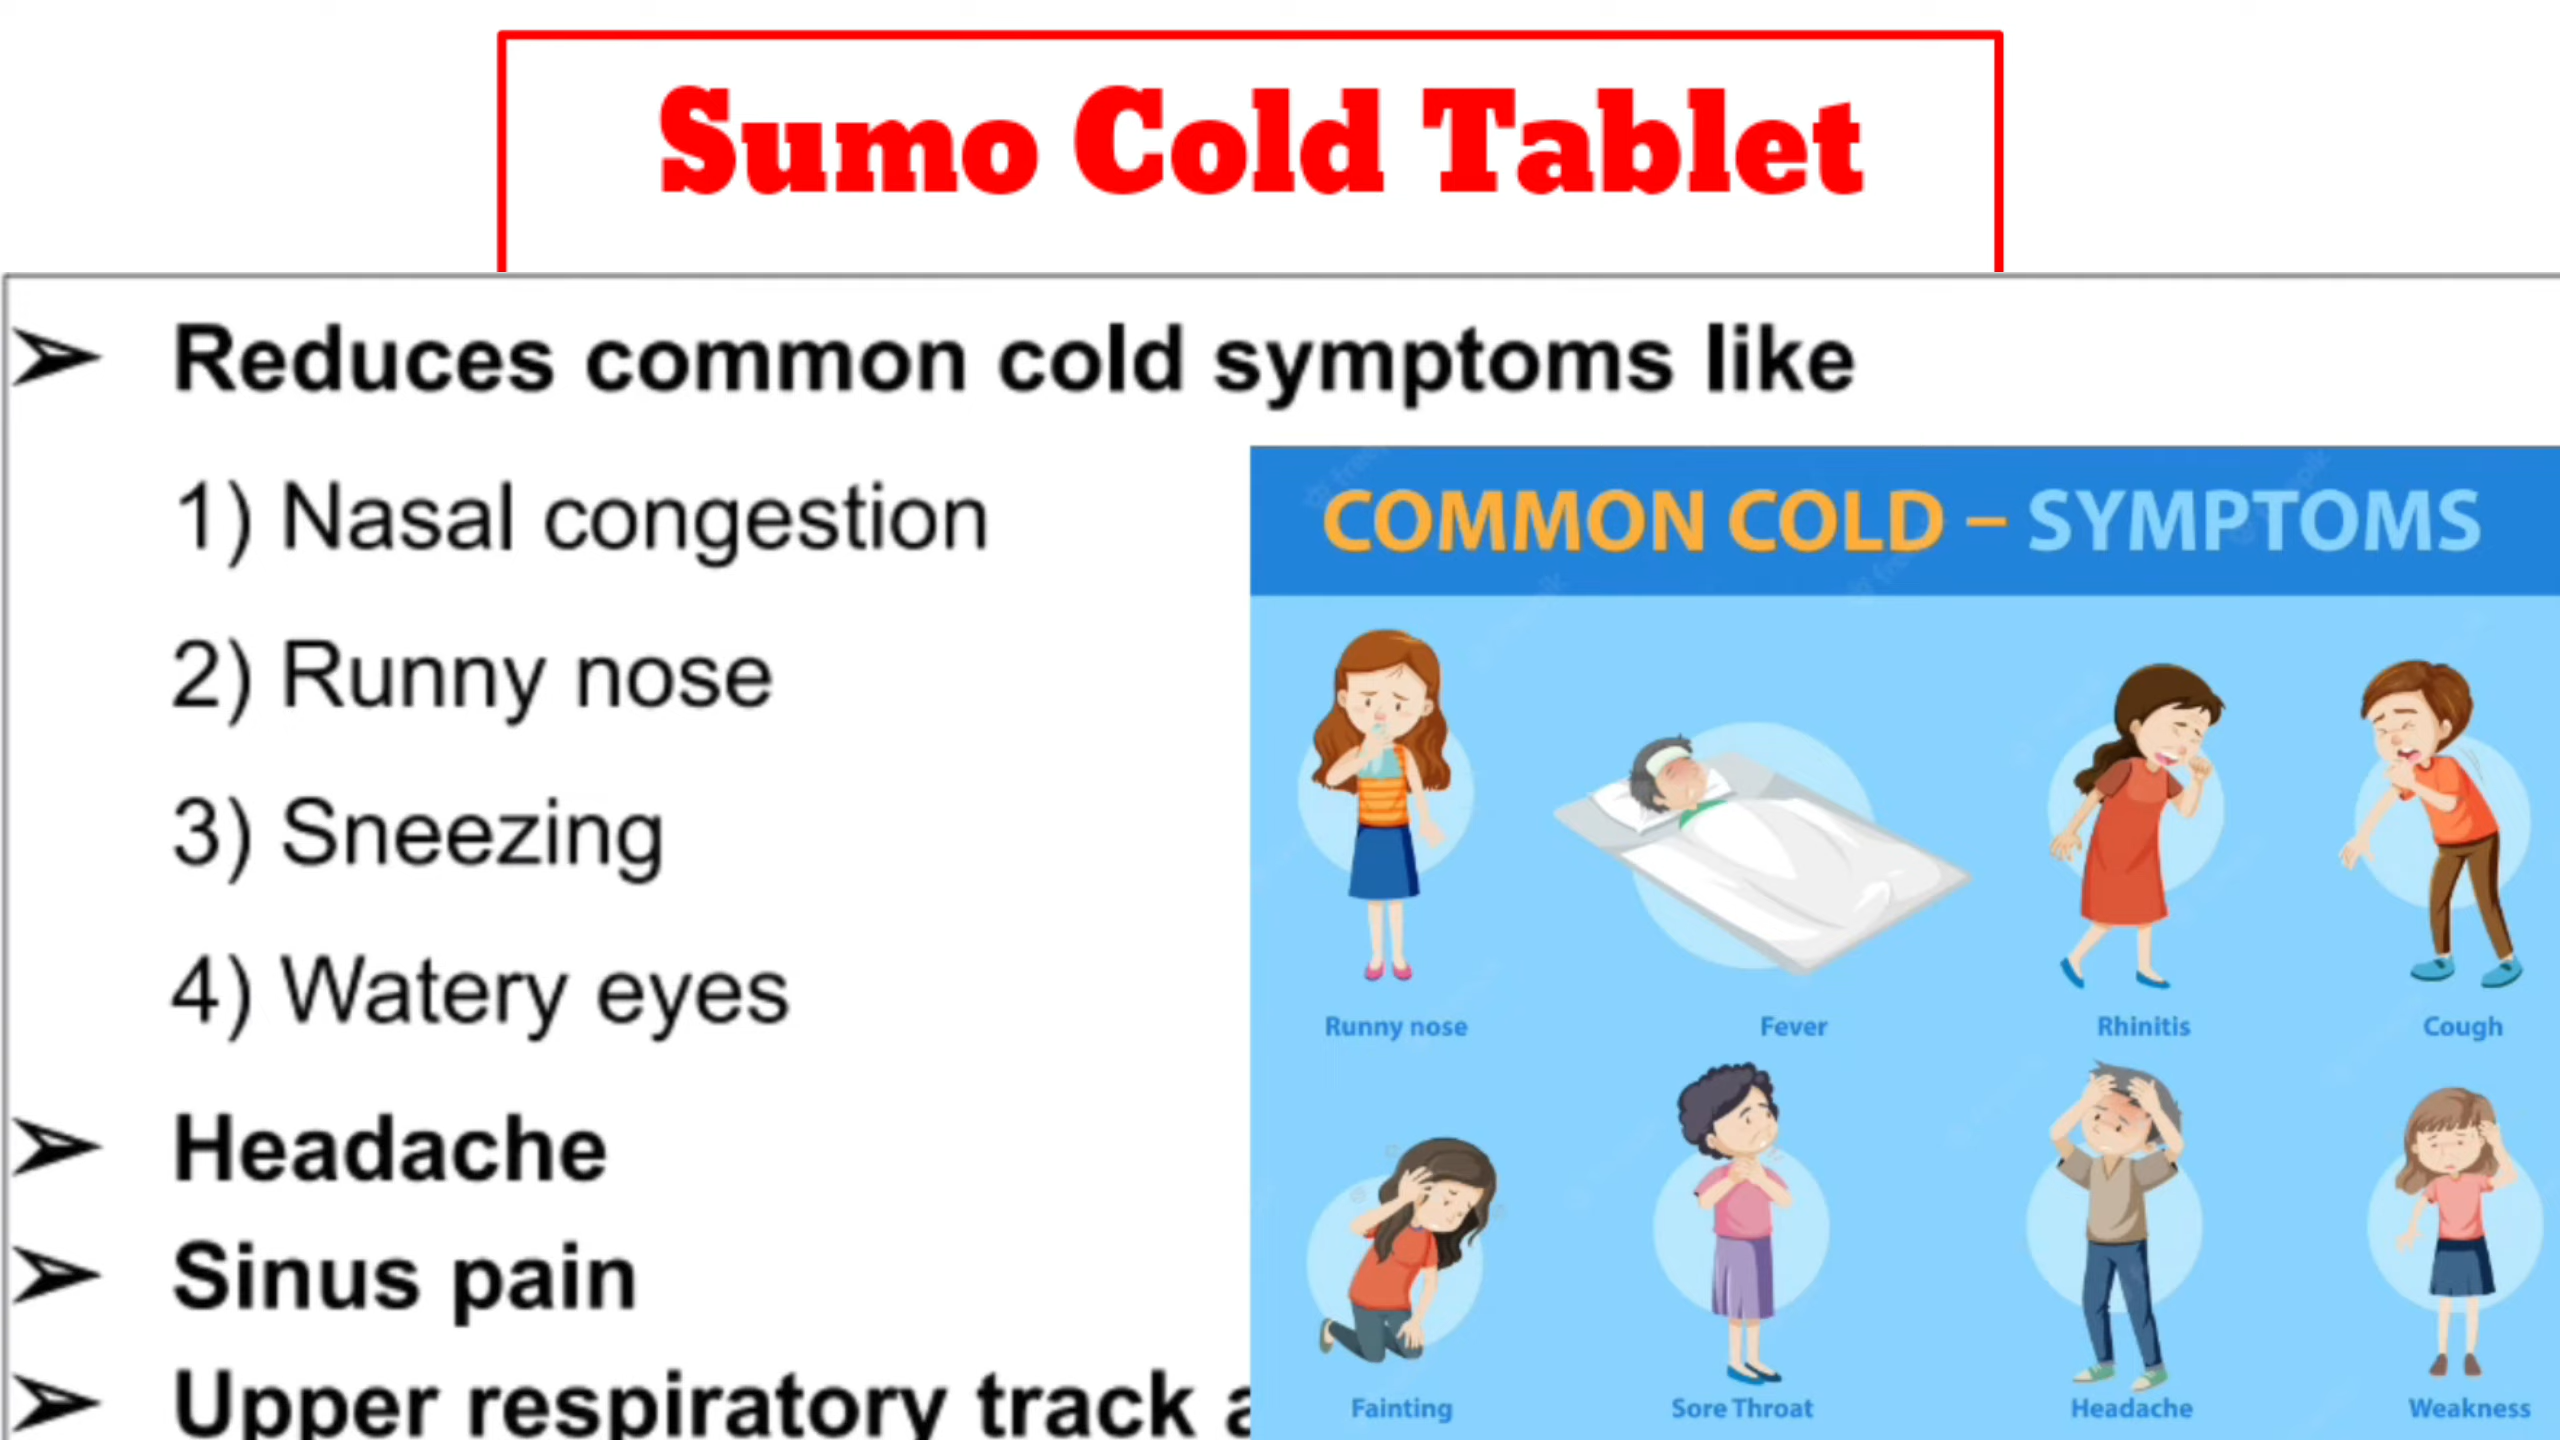 Sumo Cold Tablet
➢ Reduces common cold symptoms like
1) Nasal congestion
2) Runny nose
3) Sneezing
4) Watery eyes
➢ Headache
➢ Sinus pain
➢ Upper respiratory track
COMMON COLD – SYMPTOMS
Runny nose
Fever
Rhinitis
Cough
Fainting
Sore Throat
Headache
Weakness